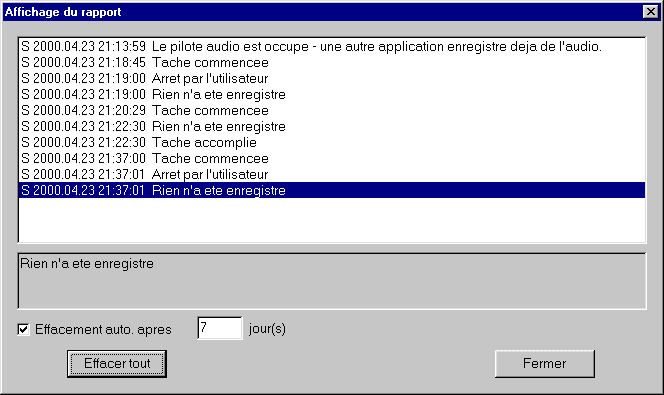 Affichage du rapport
S 2000.04.23 21:13:59 Le pilote audio est occupe - une autre application enregistre deja de l'audio.
S 2000.04.23 21:18:45 Tache commencee
S 2000.04.23 21:19:00 Arret par l'utilisateur
S 2000.04.23 21:19:00 Rien n'a ete enregistre
S 2000.04.23 21:20:29 Tache commencee
S 2000.04.23 21:22:30 Rien n'a ete enregistre
S 2000.04.23 21:22:30 Tache accomplie
S 2000.04.23 21:37:00 Tache commencee
S 2000.04.23 21:37:01 Arret par l'utilisateur
S 2000.04.23 21:37:01 Rien n'a ete enregistre
Rien n'a ete enregistre
Effacement auto. apres 7 jour(s)
Effacer tout Fermer